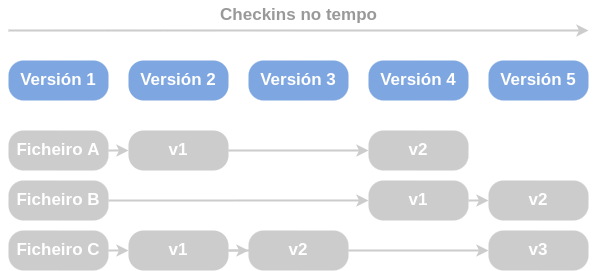 Checkins no tempo
Versión 1 Versión 2 Versión 3 Versión 4 Versión 5
Ficheiro A v1 v2
Ficheiro B v1 v2
Ficheiro C v1 v2 v3